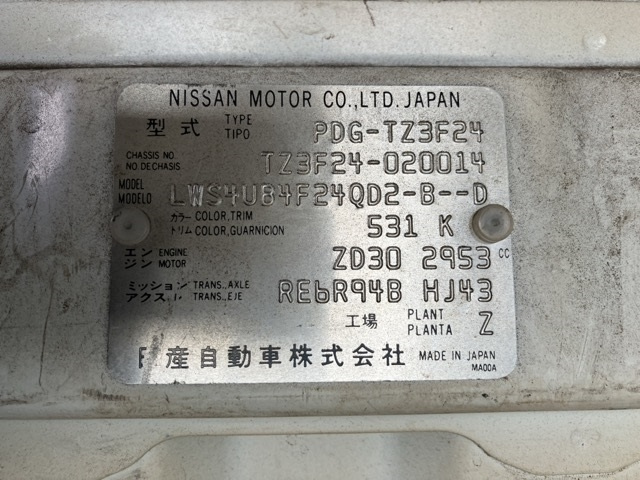 NISSAN MOTOR CO.,LTD. JAPAN
型式 TYPE TIPO PDG-TZ3F24
CHASSIS NO. NO.DECHASIS TZ3F24-020014
MODEL MODELO LWS4U84F24QD2-B--D
カラー COLOR,TRIM
トリム COLOR,GUARNICION 531 K
エン ENGINE
ジン MOTOR ZD30 2953 cc
ミッション TRANS.,AXLE
アクスル TRANS.,EJE RE6R94B HJ43
工場 PLANT PLANTA Z
日産自動車株式会社 MADE IN JAPAN
MA00A